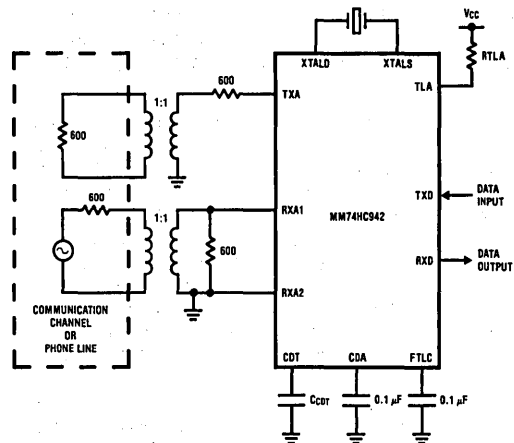 VCC
XTALD
XTALS
RTLA
600
TXA
TLA
1:1
600
TXD
DATA
INPUT
600
1:1
RXA1
MM74HC942
600
RXD
DATA
OUTPUT
RXA2
COMMUNICATION
CHANNEL
OR
PHONE LINE
CDT
CDA
FTLC
CCDT
0.1 µF
0.1 µF